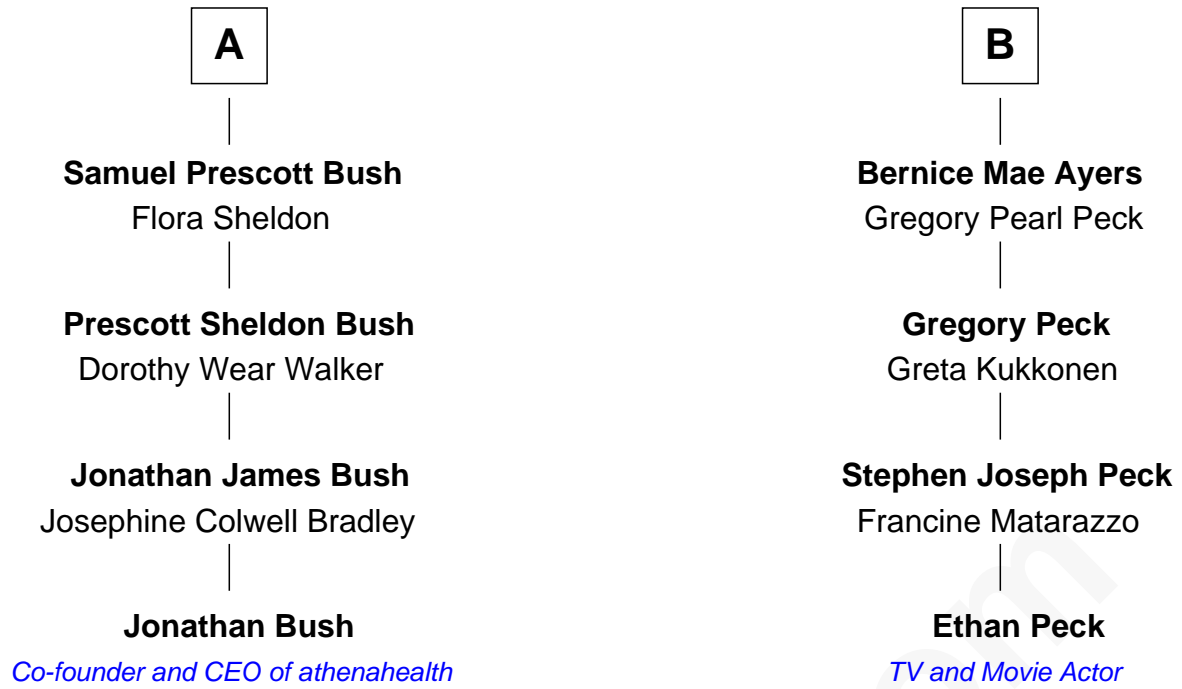 A
Samuel Prescott Bush
Flora Sheldon
Prescott Sheldon Bush
Dorothy Wear Walker
Jonathan James Bush
Josephine Colwell Bradley
Jonathan Bush
Co-founder and CEO of athenahealth
B
Bernice Mae Ayers
Gregory Pearl Peck
Gregory Peck
Greta Kukkonen
Stephen Joseph Peck
Francine Matarazzo
Ethan Peck
TV and Movie Actor